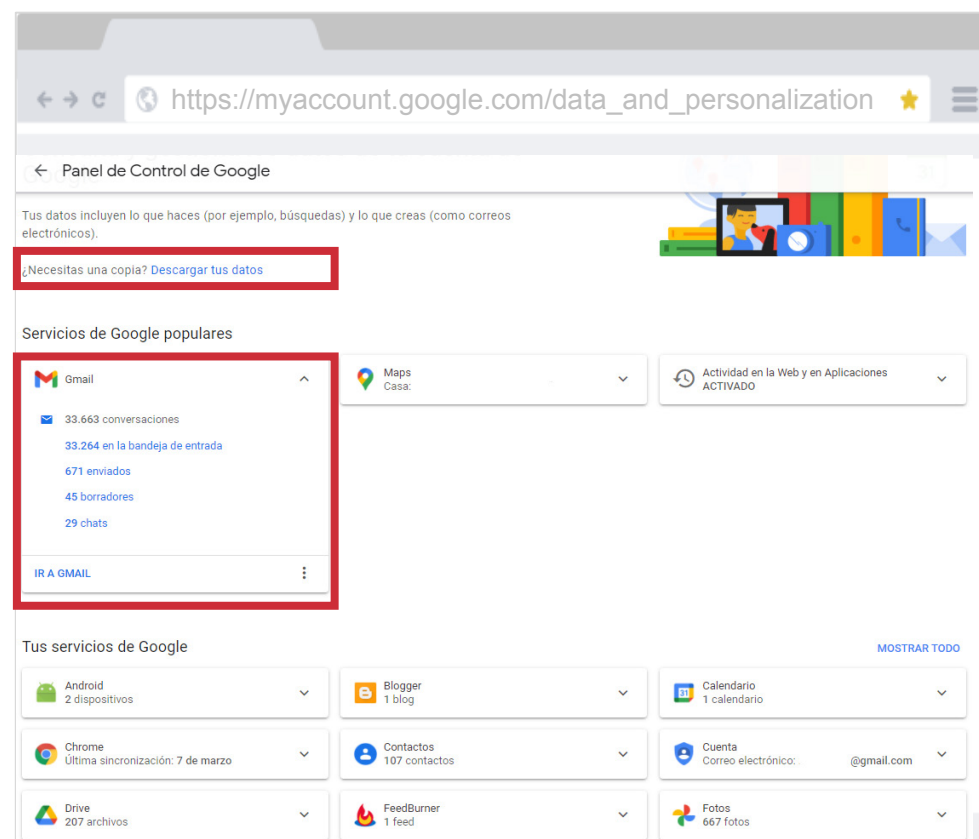 https://myaccount.google.com/data_and_personalization
Panel de Control de Google
Tus datos incluyen lo que haces (por ejemplo, búsquedas) y lo que creas (como correos
electrónicos).
¿Necesitas una copia? Descargar tus datos
Servicios de Google populares
Gmail
33.663 conversaciones
33.264 en la bandeja de entrada
671 enviados
45 borradores
29 chats
IR A GMAIL
Maps
Casa:
Actividad en la Web y en Aplicaciones
ACTIVADO
Tus servicios de Google
MOSTRAR TODO
Android
2 dispositivos
Blogger
1 blog
31
Calendario
1 calendario
Chrome
Última sincronización: 7 de marzo
Contactos
107 contactos
Cuenta
Correo electrónico: @gmail.com
Drive
207 archivos
FeedBurner
1 feed
Fotos
667 fotos